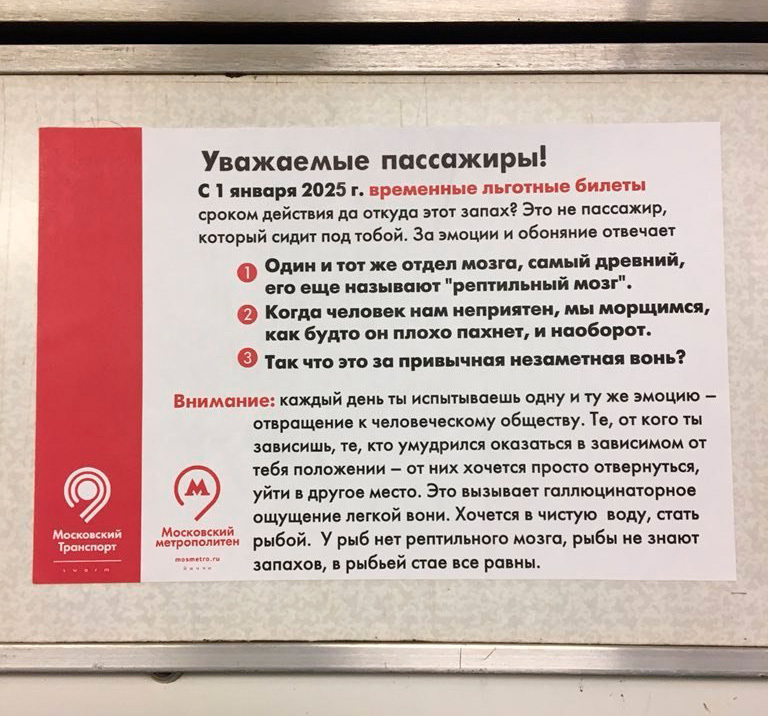 Уважаемые пассажиры!
С 1 января 2025 г. временные льготные билеты
сроком действия да откуда этот запах? Это не пассажир,
который сидит под тобой. За эмоции и обоняние отвечает
1 Один и тот же отдел мозга, самый древний,
его еще называют "рептильный мозг".
2 Когда человек нам неприятен, мы морщимся,
как будто он плохо пахнет, и наоборот.
3 Так что это за привычная незаметная вонь?
Внимание: каждый день ты испытываешь одну и ту же эмоцию –
отвращение к человеческому обществу. Те, от кого ты
зависишь, те, кто умудрился оказаться в зависимом от
тебя положении – от них хочется просто отвернуться,
уйти в другое место. Это вызывает галлюцинаторное
ощущение легкой вони. Хочется в чистую воду, стать
рыбой. У рыб нет рептильного мозга, рыбы не знают
запахов, в рыбьей стае все равны.
Московский
Транспорт
М
Московский
метрополитен
mosmetro.ru